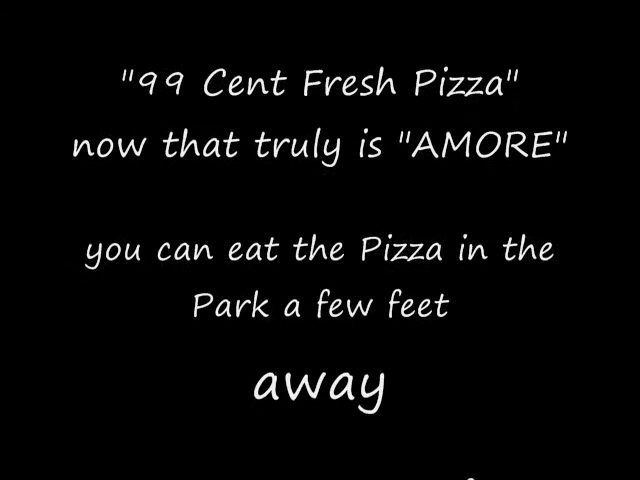 "99 Cent Fresh Pizza"
now that truly is "AMORE"
you can eat the Pizza in the
Park a few feet
away